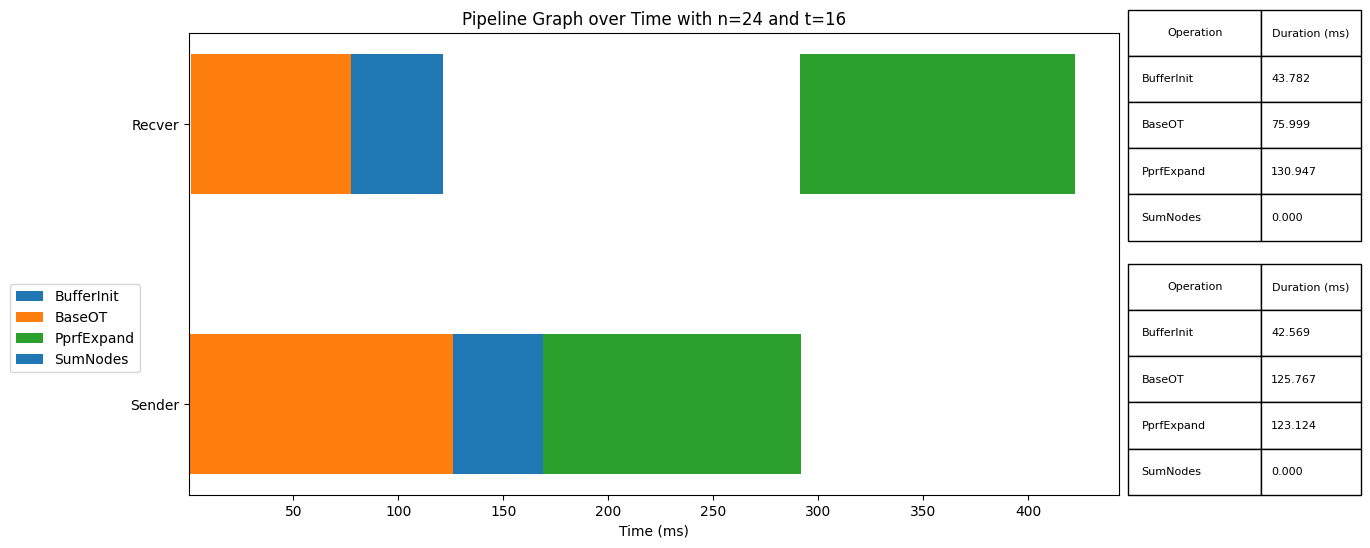 Pipeline Graph over Time with n=24 and t=16
Recver
Sender
50 100 150 200 250 300 350 400
Time (ms)
BufferInit
BaseOT
PprfExpand
SumNodes
Operation Duration (ms)
BufferInit 43.782
BaseOT 75.999
PprfExpand 130.947
SumNodes 0.000
Operation Duration (ms)
BufferInit 42.569
BaseOT 125.767
PprfExpand 123.124
SumNodes 0.000